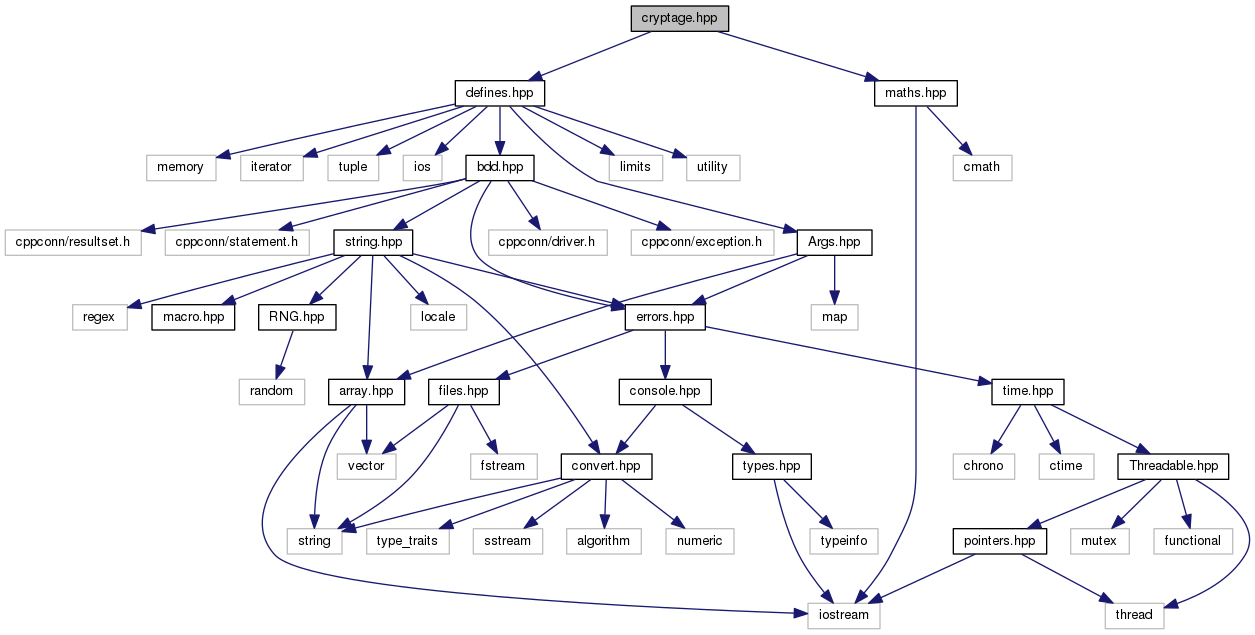 cryptage.hpp
defines.hpp
maths.hpp
memory
iterator
tuple
ios
bdd.hpp
limits
utility
cmath
cppconn/resultset.h
cppconn/statement.h
string.hpp
cppconn/driver.h
cppconn/exception.h
Args.hpp
regex
macro.hpp
RNG.hpp
locale
errors.hpp
map
random
array.hpp
files.hpp
console.hpp
time.hpp
vector
fstream
convert.hpp
types.hpp
chrono
ctime
Threadable.hpp
string
type_traits
sstream
algorithm
numeric
typeinfo
pointers.hpp
mutex
functional
iostream
thread